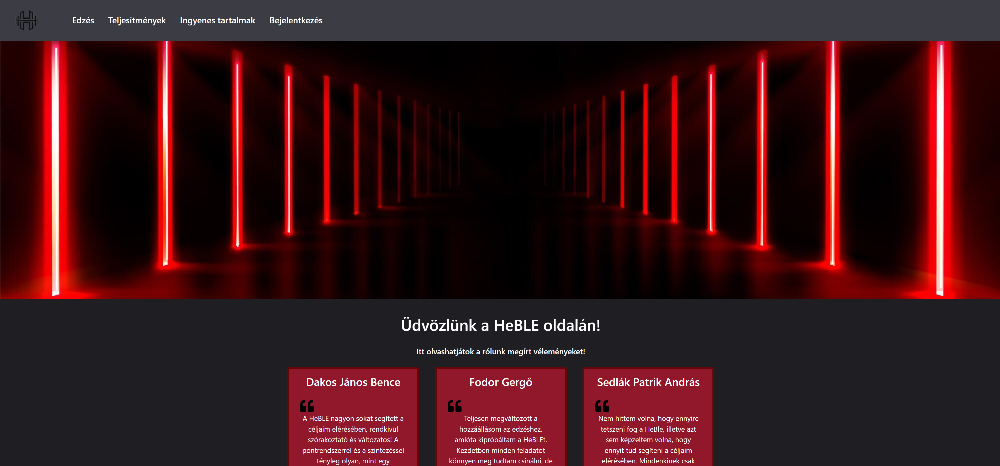 Edzés Teljesítmények Ingyenes tartalmak Bejelentkezés
Üdvözlünk a HeBLE oldalán!
Itt olvashatjátok a rólunk megírt véleményeket!
Dakos János Bence
A HeBLE nagyon sokat segített a
céljaim elérésében, rendkívül
szórakoztató és változatos! A
pontrendszerrel és a szintezéssel
tényleg olyan, mint egy
Fodor Gergő
Teljesen megváltozott a
hozzáállásom az edzéshez,
amióta kipróbáltam a HeBLEt.
Kezdetben minden feladatot
könnyen meg tudtam csinálni, de
Sedlák Patrik András
Nem hittem volna, hogy ennyire
tetszeni fog a HeBle, illetve azt
sem képzeltem volna, hogy
ennyit tud segíteni a céljaim
elérésében. Mindenkinek csak